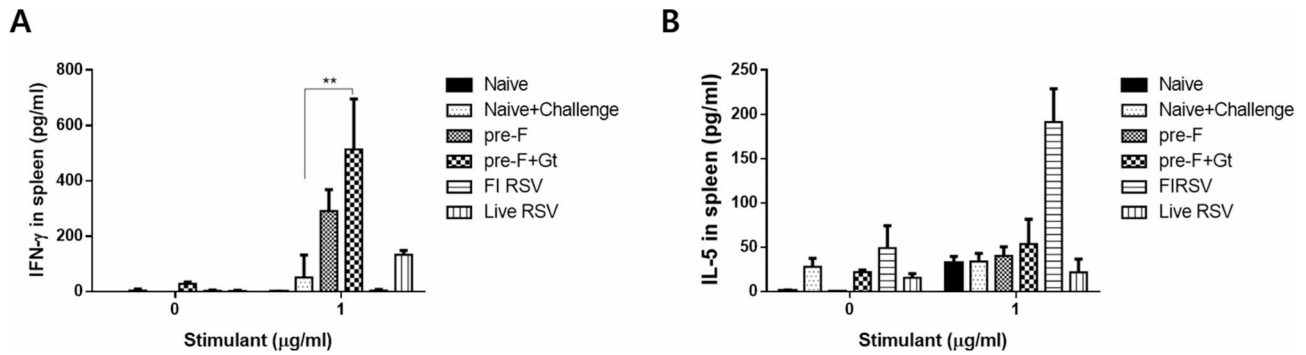 A
IFN-γ in spleen (pg/ml)
800
600
400
200
0
**
0
1
Stimulant (μg/ml)
Naive
Naive+Challenge
pre-F
pre-F+Gt
FI RSV
Live RSV
B
IL-5 in spleen (pg/ml)
250
200
150
100
50
0
0
1
Stimulant (μg/ml)
Naive
Naive+Challenge
pre-F
pre-F+Gt
FIRSV
Live RSV